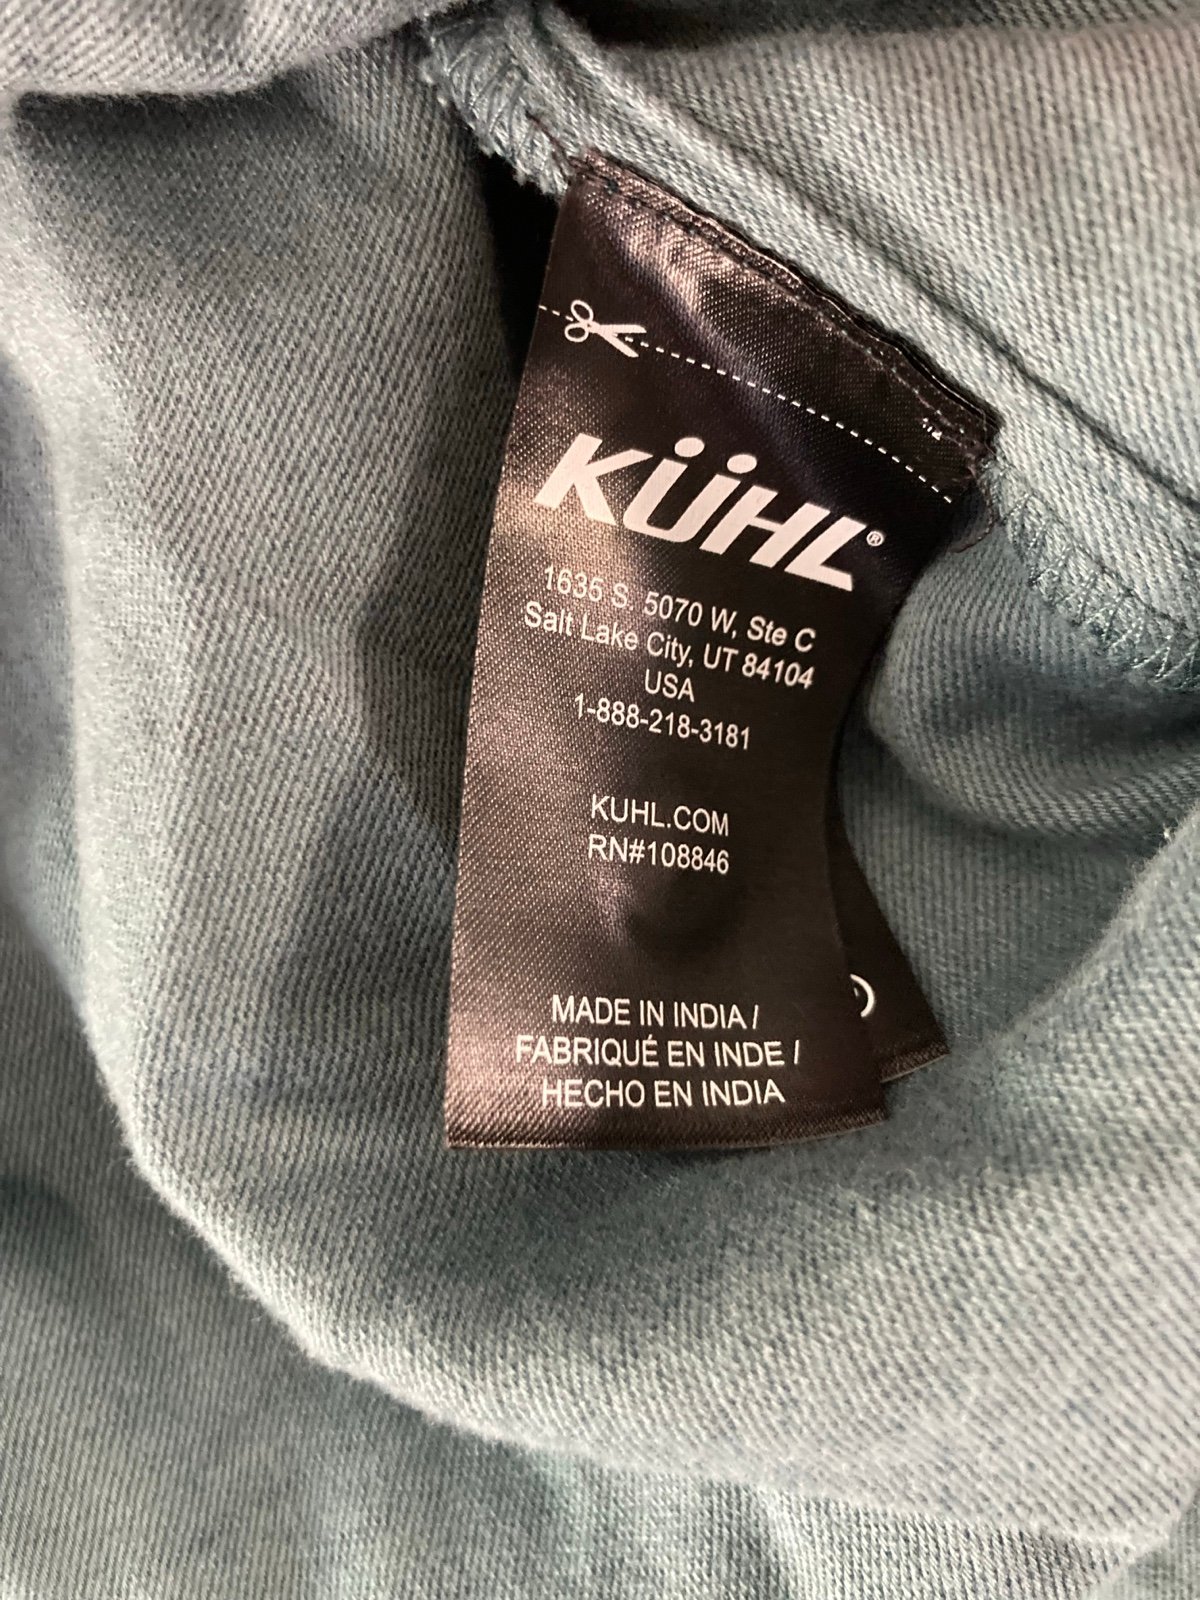 KÜHL®
1635 S. 5070 W, Ste C
Salt Lake City, UT 84104
USA
1-888-218-3181
KUHL.COM
RN#108846
MADE IN INDIA /
FABRIQUÉ EN INDE /
HECHO EN INDIA